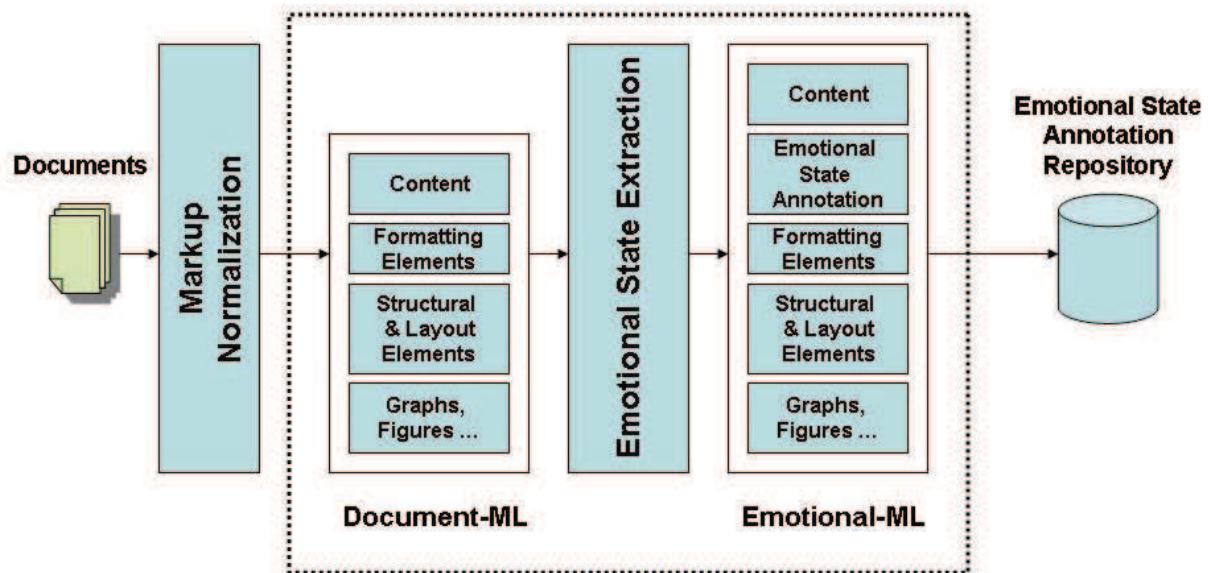 Documents
Markup
Normalization
Content
Formatting
Elements
Structural
& Layout
Elements
Graphs,
Figures ...
Document-ML
Emotional State Extraction
Content
Emotional
State
Annotation
Formatting
Elements
Structural
& Layout
Elements
Graphs,
Figures ...
Emotional-ML
Emotional State
Annotation
Repository